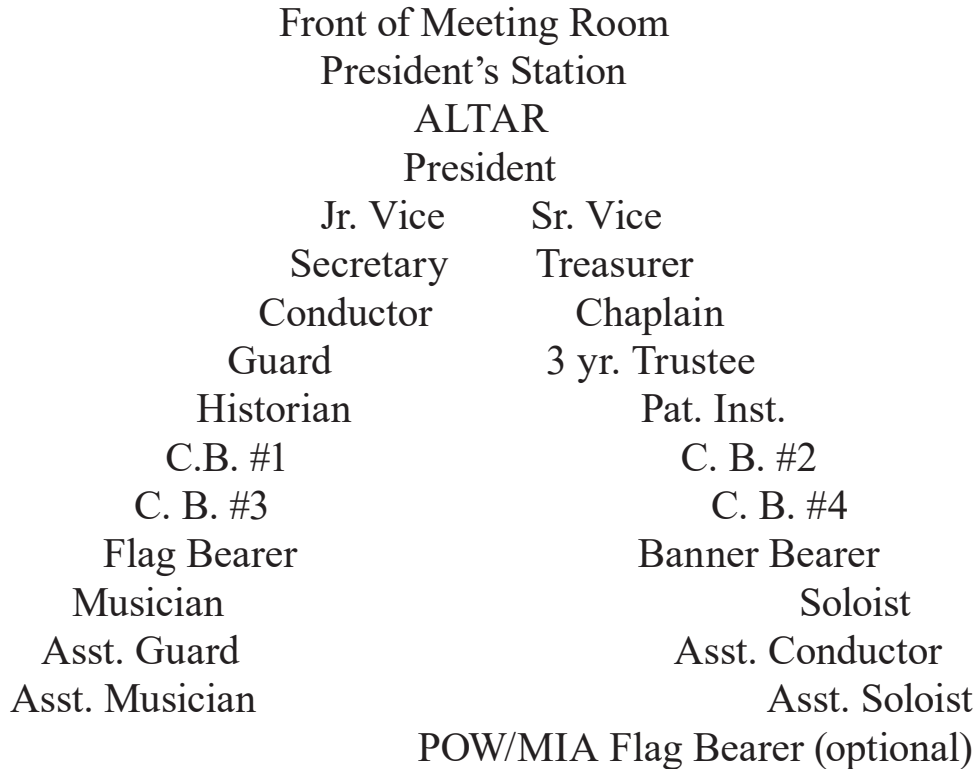 Front of Meeting Room
President’s Station
ALTAR
President
Jr. Vice Sr. Vice
Secretary Treasurer
Conductor Chaplain
Guard 3 yr. Trustee
Historian Pat. Inst.
C.B. #1 C. B. #2
C. B. #3 C. B. #4
Flag Bearer Banner Bearer
Musician Soloist
Asst. Guard Asst. Conductor
Asst. Musician Asst. Soloist
POW/MIA Flag Bearer (optional)